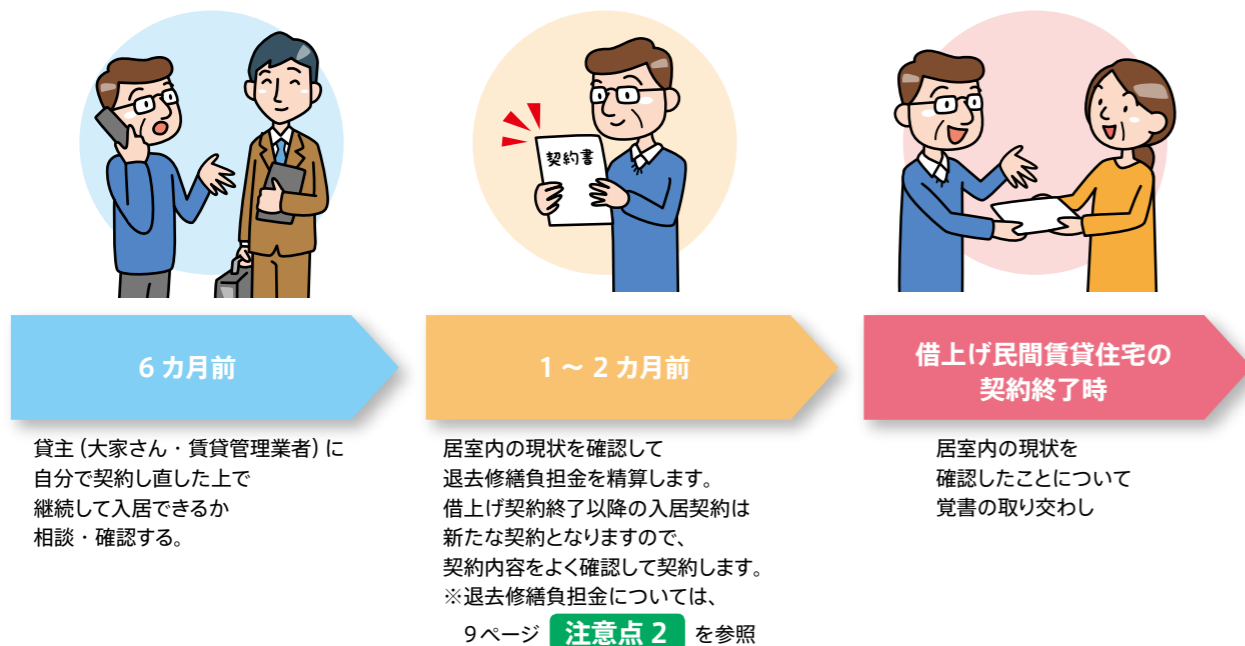 契約書
6 カ月前
貸主 (大家さん・賃貸管理業者) に
自分で契約し直した上で
継続して入居できるか
相談・確認する。
1 ~ 2 カ月前
居室内の現状を確認して
退去修繕負担金を精算します。
借上げ契約終了以降の入居契約は
新たな契約となりますので、
契約内容をよく確認して契約します。
※退去修繕負担金については、
9ページ 注意点 2 を参照
借上げ民間賃貸住宅の
契約終了時
居室内の現状を
確認したことについて
覚書の取り交わし